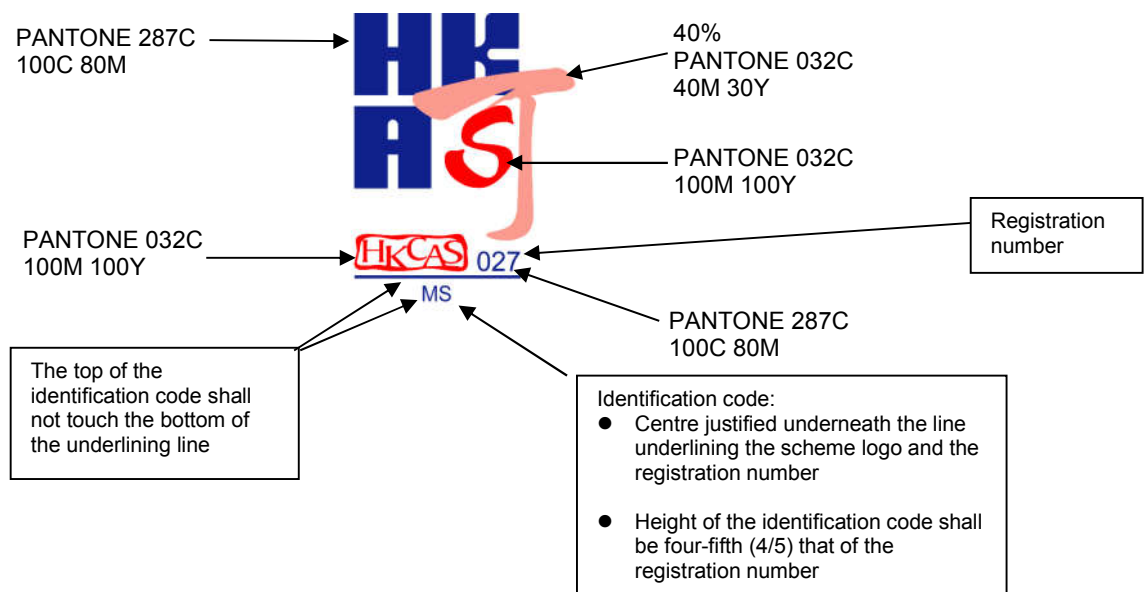 PANTONE 287C
100C 80M
HK
AS
40%
PANTONE 032C
40M 30Y
PANTONE 032C
100M 100Y
PANTONE 032C
100M 100Y
HKCAS 027
MS
Registration
number
PANTONE 287C
100C 80M
The top of the
identification code shall
not touch the bottom of
the underlining line
Identification code:
● Centre justified underneath the line
underlining the scheme logo and the
registration number
● Height of the identification code shall
be four-fifth (4/5) that of the
registration number